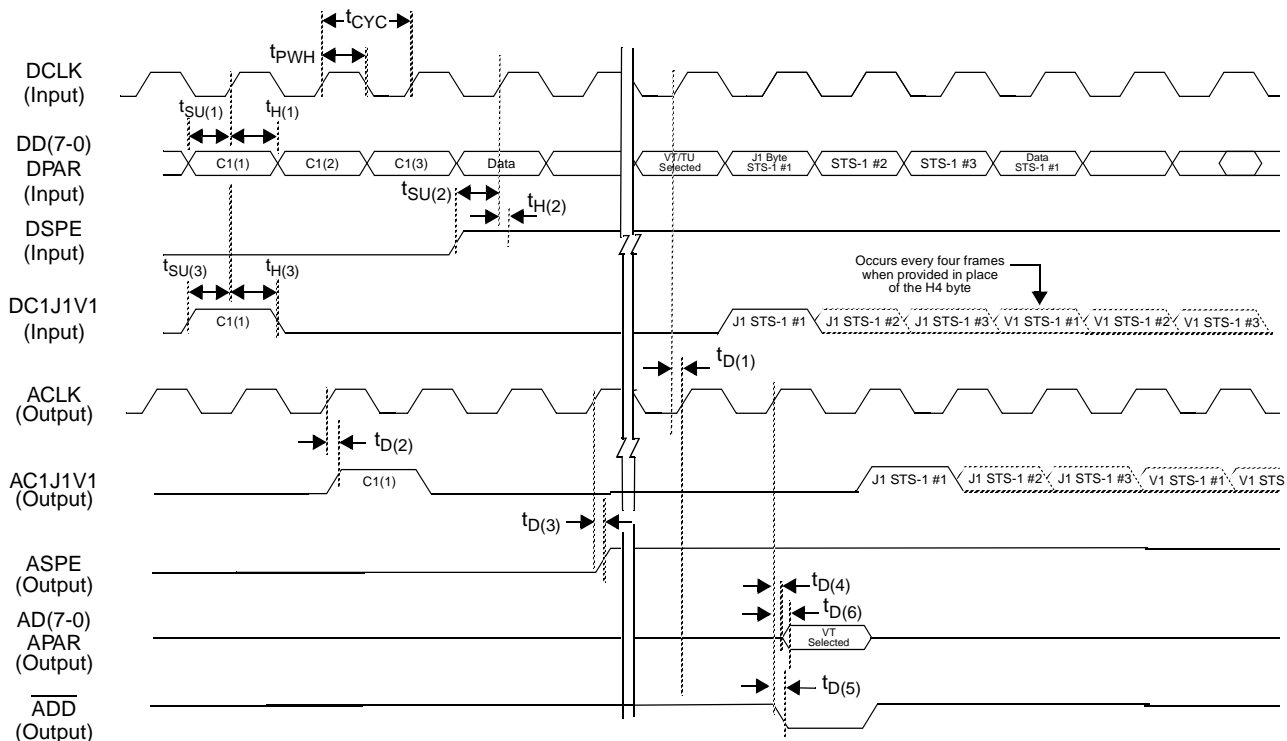 tCYC
tPWH
DCLK
(Input)
tSU(1)
tH(1)
DD(7-0)
DPAR
(Input)
C1(1)
C1(2)
C1(3)
Data
VT/TU
Selected
J1 Byte
STS-1 #1
STS-1 #2
STS-1 #3
Data
STS-1 #1
tSU(2)
tH(2)
DSPE
(Input)
tSU(3)
tH(3)
Occurs every four frames
when provided in place
of the H4 byte
DC1J1V1
(Input)
C1(1)
J1 STS-1 #1
J1 STS-1 #2
J1 STS-1 #3
V1 STS-1 #1
V1 STS-1 #2
V1 STS-1 #3
tD(1)
ACLK
(Output)
tD(2)
AC1J1V1
(Output)
C1(1)
J1 STS-1 #1
J1 STS-1 #2
J1 STS-1 #3
V1 STS-1 #1
V1 STS
tD(3)
ASPE
(Output)
tD(4)
tD(6)
AD(7-0)
APAR
(Output)
VT
Selected
tD(5)
ADD
(Output)